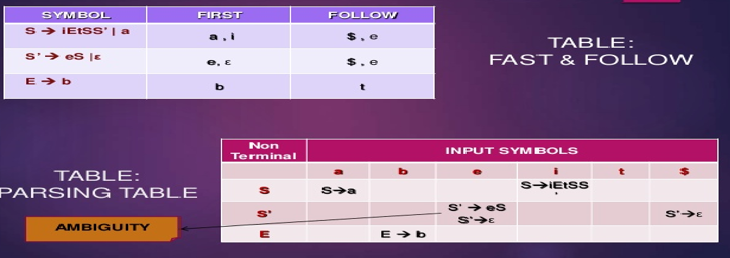 SYMBOL FIRST FOLLOW
S → iEtSS' | a a , i $ , e
S' → eS |ε e, ε $ , e
E → b b t
TABLE:
FAST & FOLLOW
TABLE:
PARSING TABLE
AMBIGUITY
Non Terminal INPUT SYMBOLS
a b e i t $
S S→a S→iEtSS'
S' S' → eS S'→ε
S'→ε
E E → b